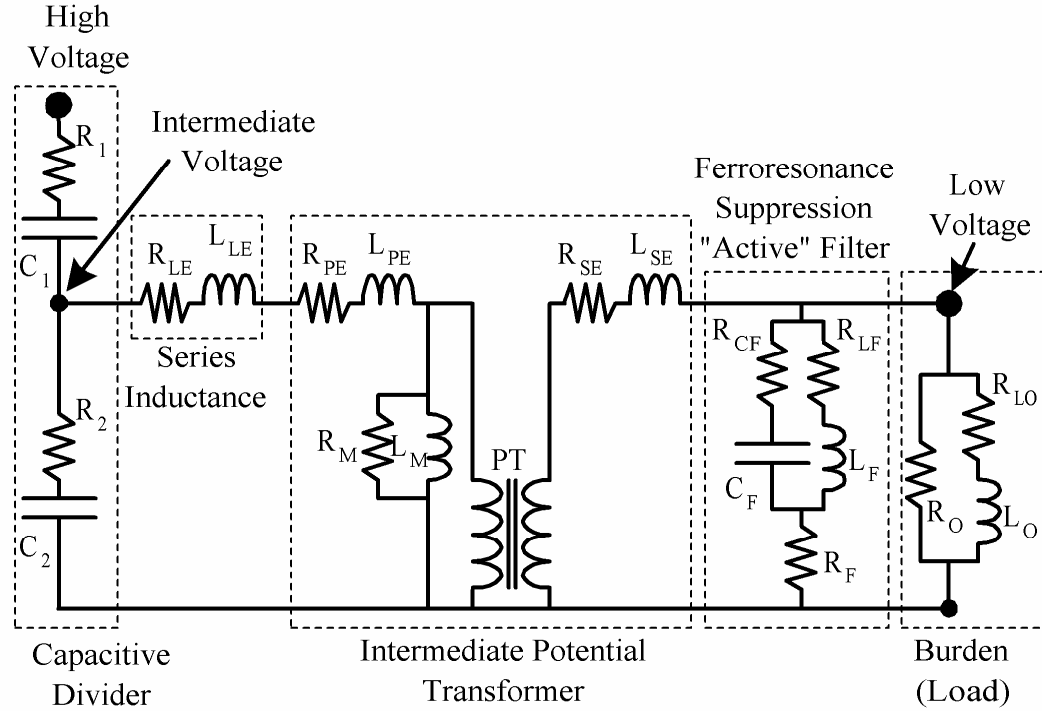 High
Voltage
R1
C1
Intermediate
Voltage
RLE
LLE
Series
Inductance
RPE
LPE
RM
LM
PT
RSE
LSE
Ferroresonance
Suppression
"Active" Filter
RCF
RLF
CF
LF
RF
Low
Voltage
RLO
RO
LO
R2
C2
Capacitive
Divider
Intermediate Potential
Transformer
Burden
(Load)